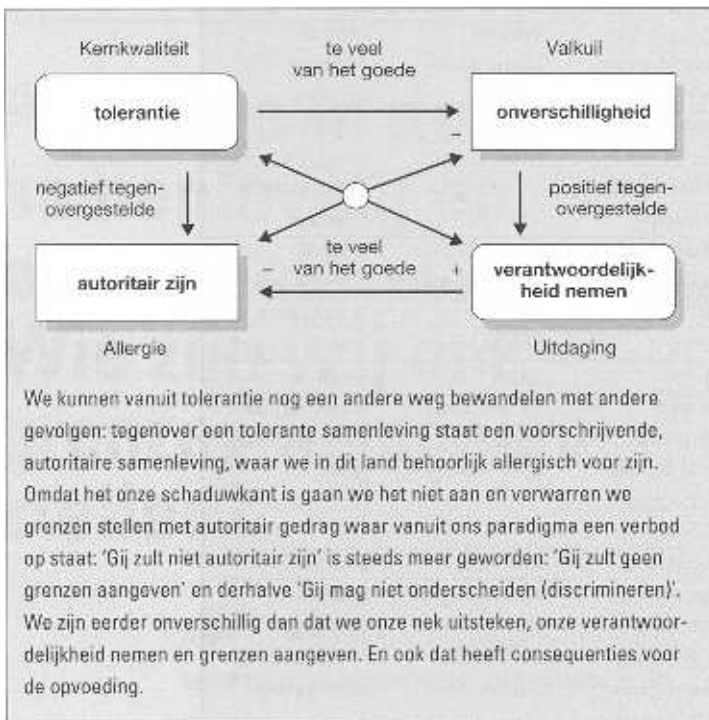 Kernkwaliteit
te veel
van het goede
Valkuil
tolerantie
onverschilligheid
–
negatief tegen-
overgestelde
positief tegen-
overgestelde
te veel
van het goede
–
+
autoritair zijn
verantwoordelijk-
heid nemen
Allergie
Uitdaging
We kunnen vanuit tolerantie nog een andere weg bewandelen met andere
gevolgen: tegenover een tolerante samenleving staat een voorschrijvende,
autoritaire samenleving, waar we in dit land behoorlijk allergisch voor zijn.
Omdat het onze schaduwkant is gaan we het niet aan en verwarren we
grenzen stellen met autoritair gedrag waar vanuit ons paradigma een verbod
op staat: ‘Gij zult niet autoritair zijn’ is steeds meer geworden: ‘Gij zult geen
grenzen aangeven’ en derhalve ‘Gij mag niet onderscheiden (discrimineren)’.
We zijn eerder onverschillig dan dat we onze nek uitsteken, onze verantwoor-
delijkheid nemen en grenzen aangeven. En ook dat heeft consequenties voor
de opvoeding.